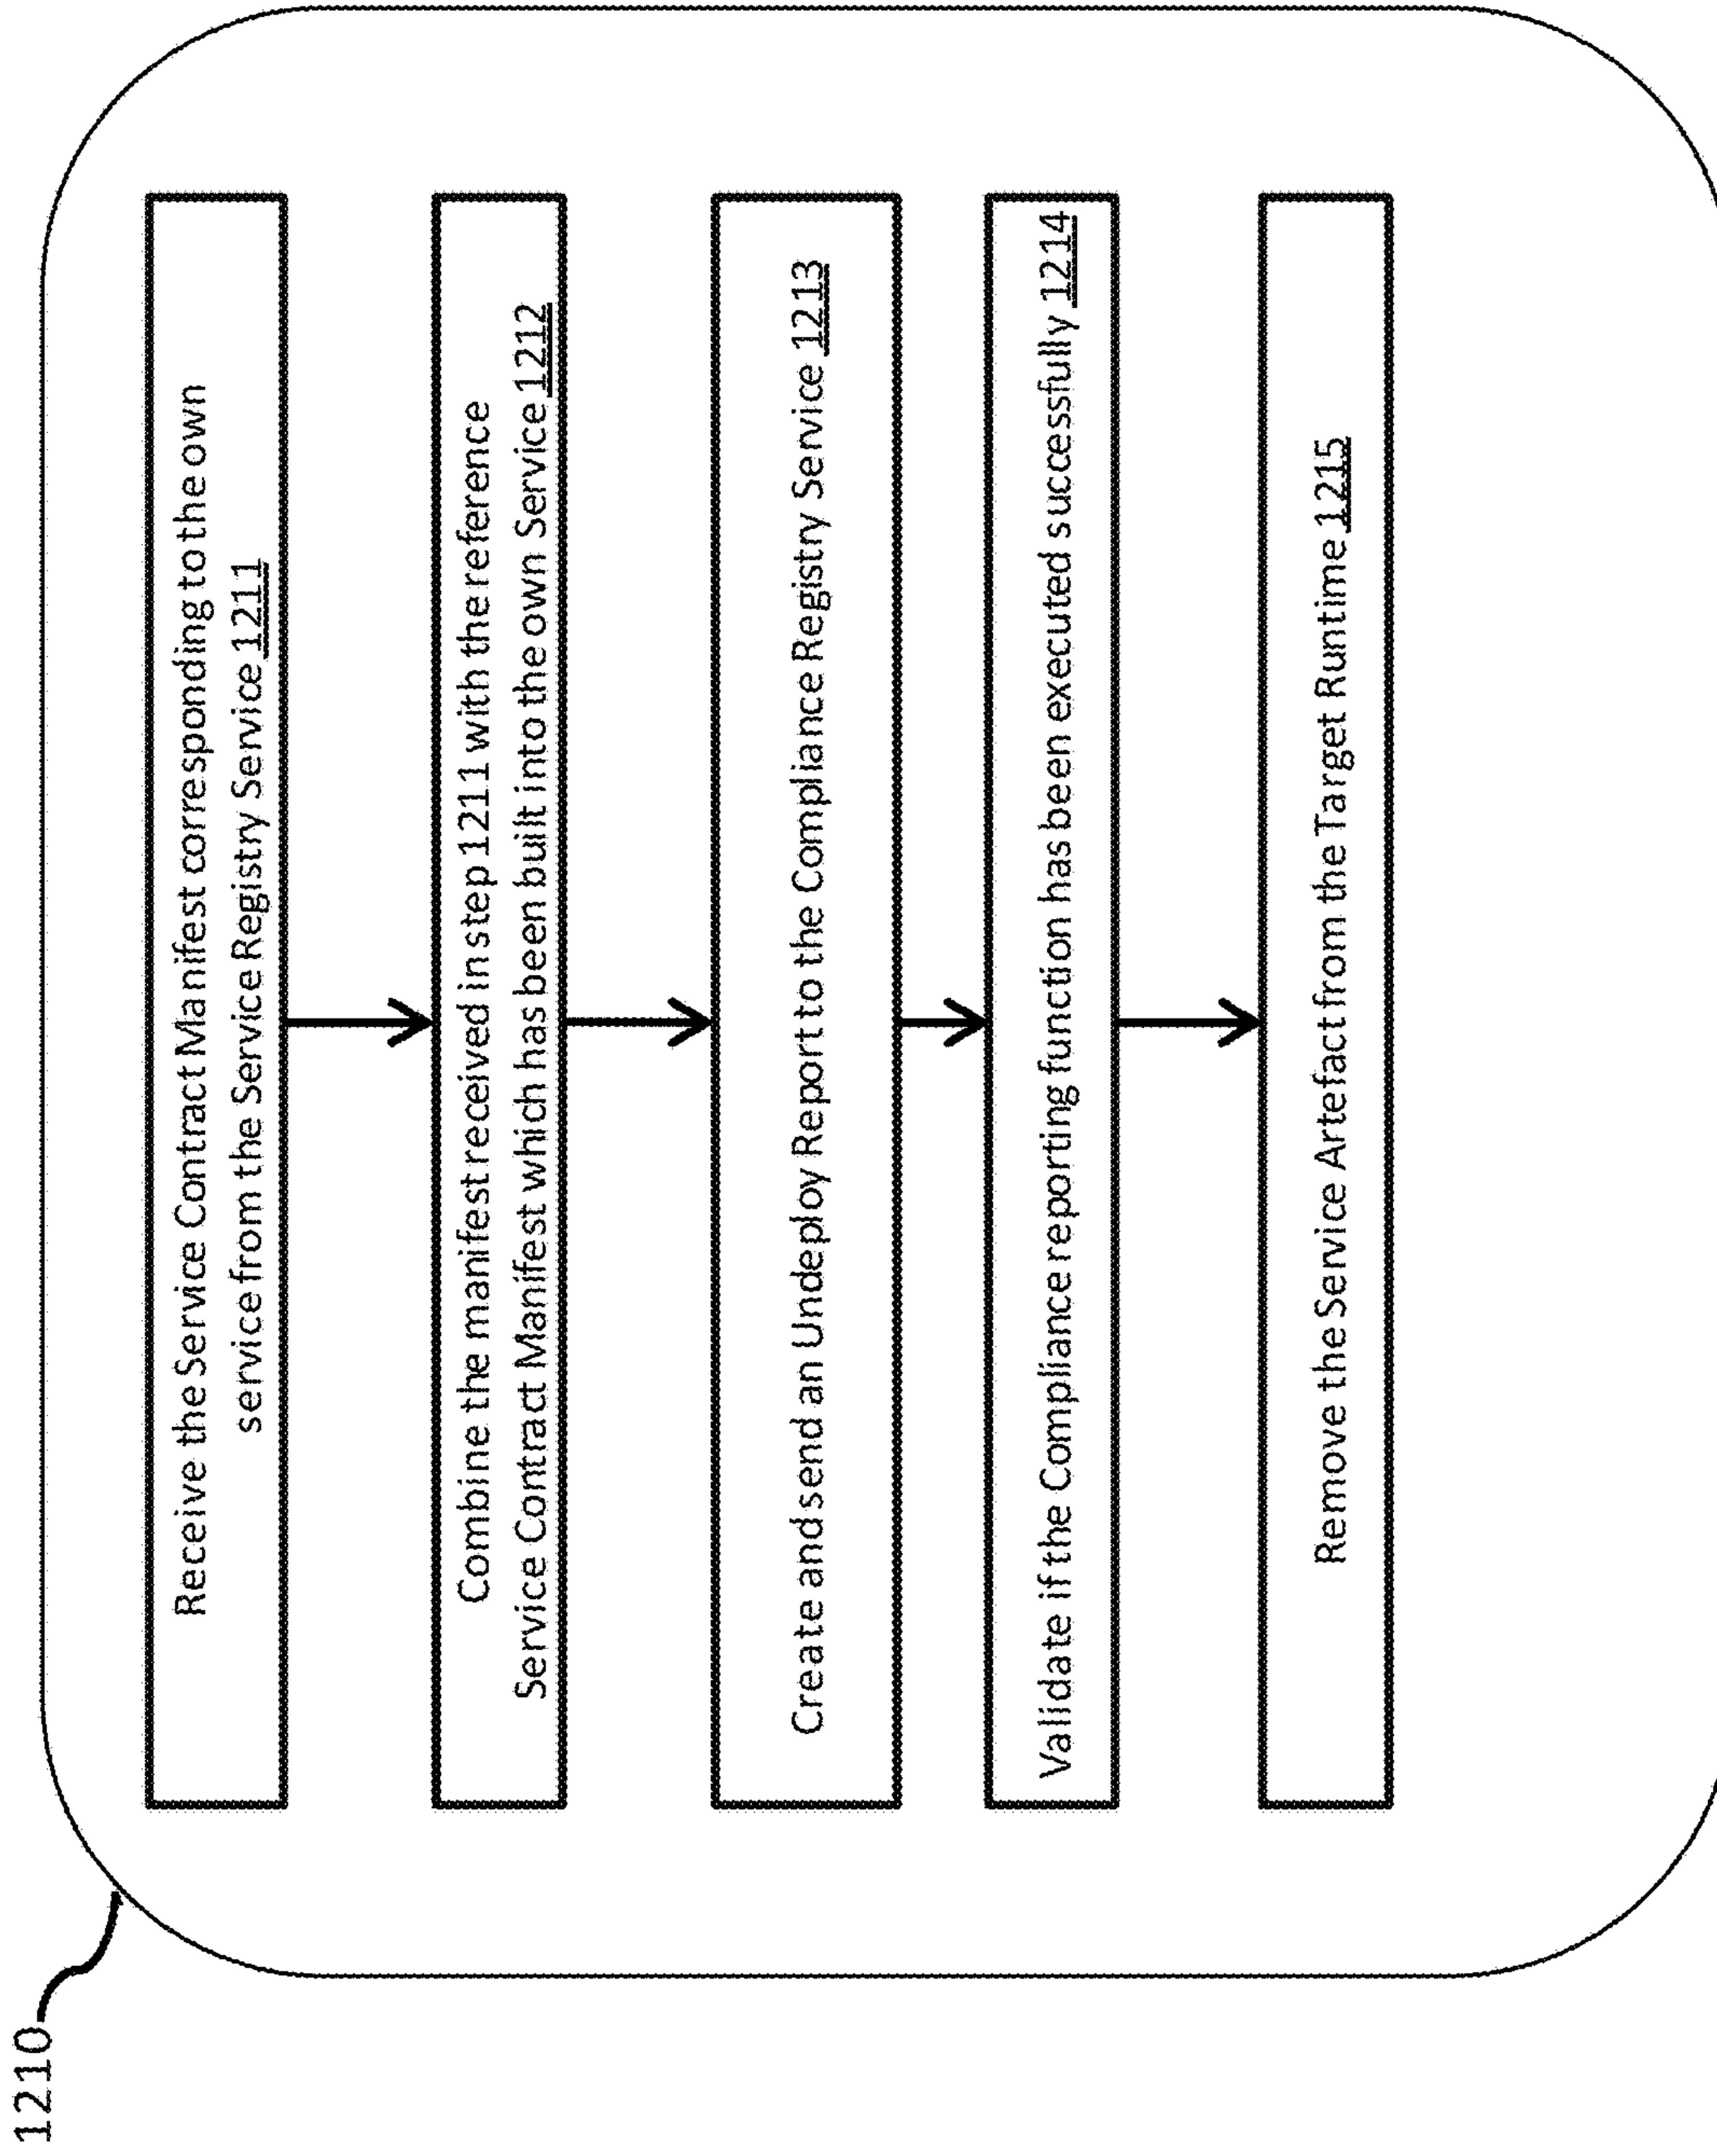 1210
Receive the Service Contract Manifest corresponding to the own
service from the Service Registry Service 1211
Combine the manifest received in step 1211 with the reference
Service Contract Manifest which has been built into the own Service 1212
Create and send an Undeploy Report to the Compliance Registry Service 1213
Validate if the Compliance reporting function has been executed successfully 1214
Remove the Service Artefact from the Target Runtime 1215